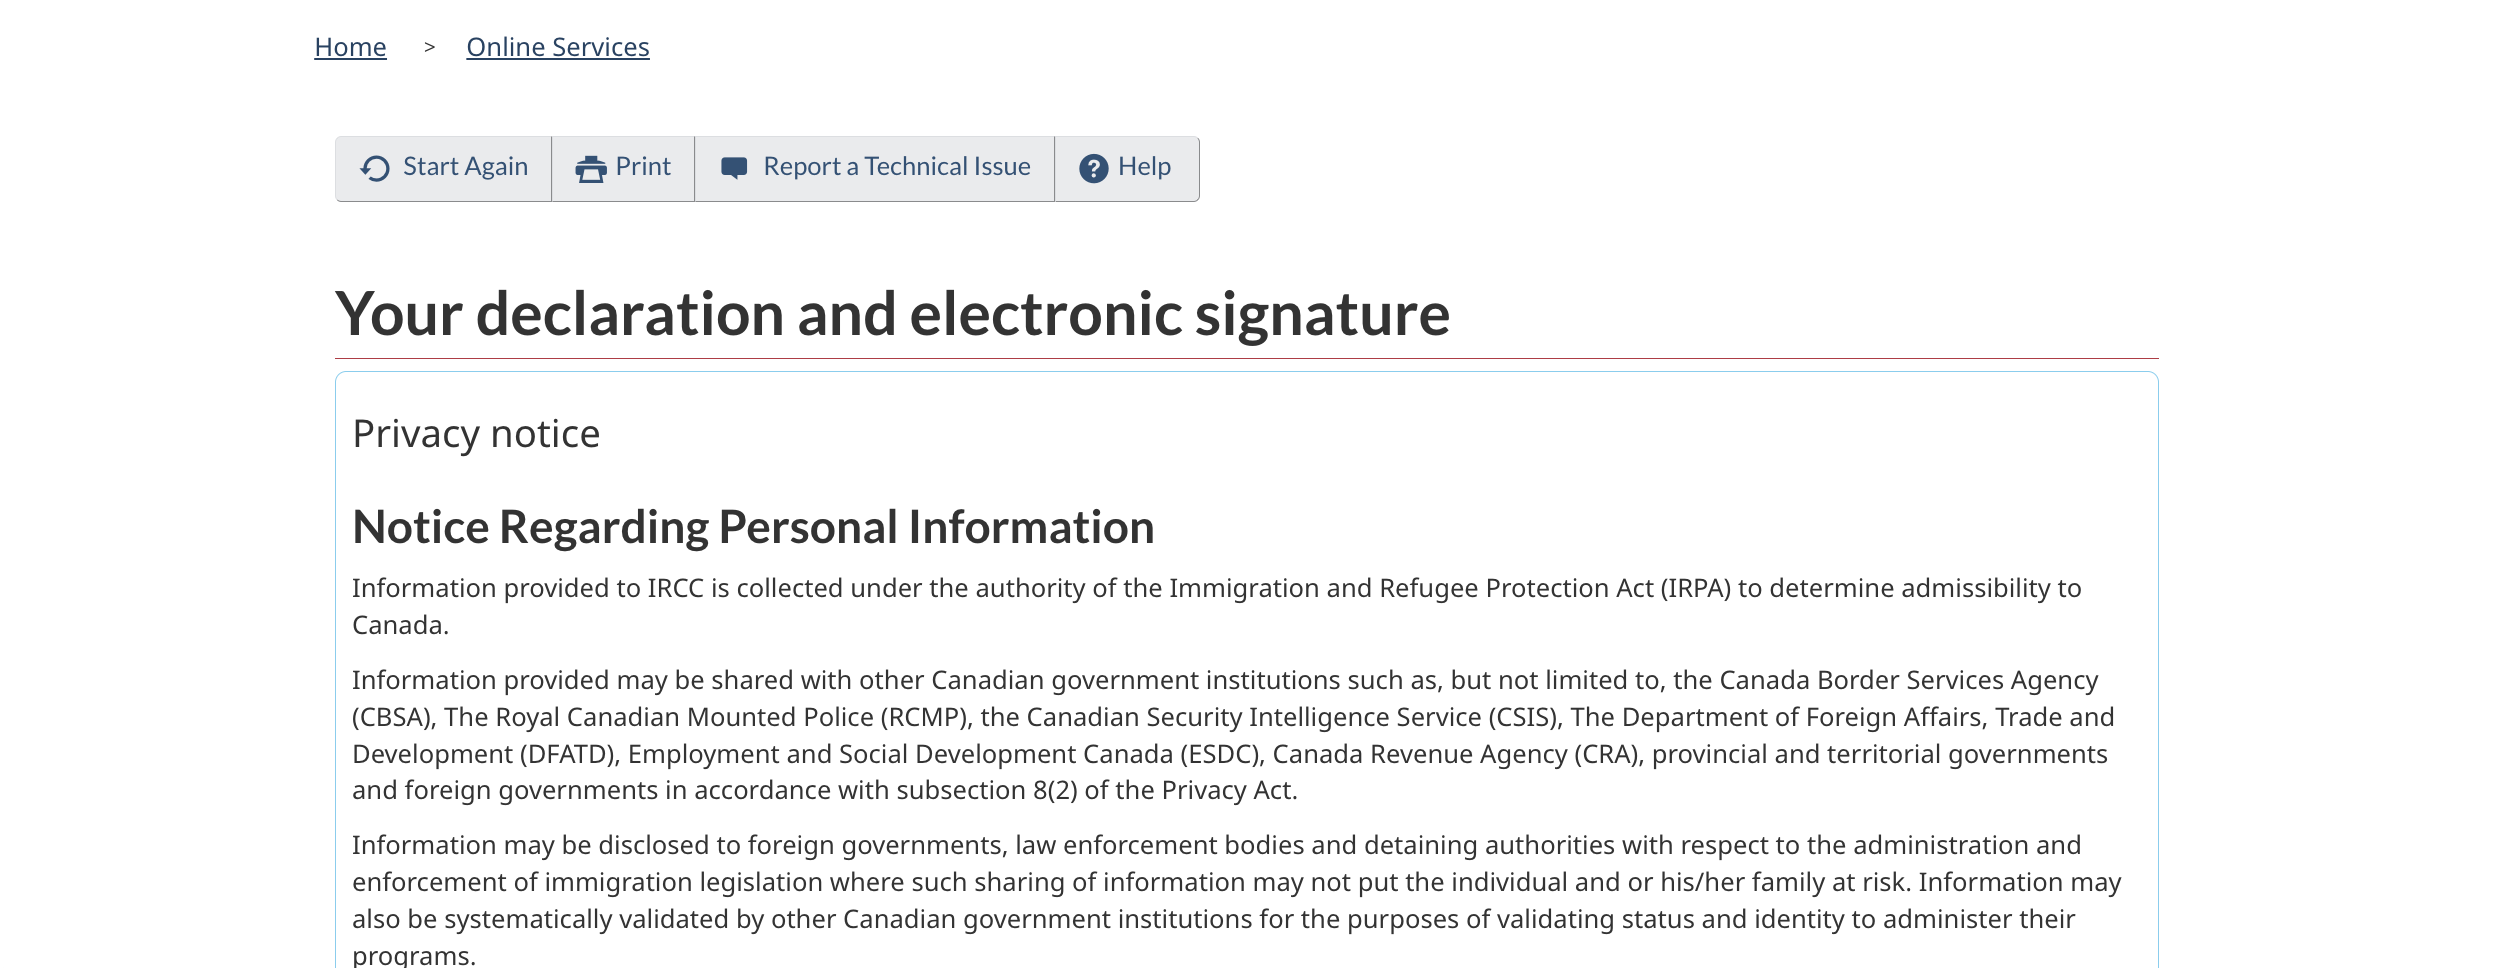 Home > Online Services
Start Again Print Report a Technical Issue Help
Your declaration and electronic signature
Privacy notice
Notice Regarding Personal Information
Information provided to IRCC is collected under the authority of the Immigration and Refugee Protection Act (IRPA) to determine admissibility to
Canada.
Information provided may be shared with other Canadian government institutions such as, but not limited to, the Canada Border Services Agency
(CBSA), The Royal Canadian Mounted Police (RCMP), the Canadian Security Intelligence Service (CSIS), The Department of Foreign Affairs, Trade and
Development (DFATD), Employment and Social Development Canada (ESDC), Canada Revenue Agency (CRA), provincial and territorial governments
and foreign governments in accordance with subsection 8(2) of the Privacy Act.
Information may be disclosed to foreign governments, law enforcement bodies and detaining authorities with respect to the administration and
enforcement of immigration legislation where such sharing of information may not put the individual and or his/her family at risk. Information may
also be systematically validated by other Canadian government institutions for the purposes of validating status and identity to administer their
programs.